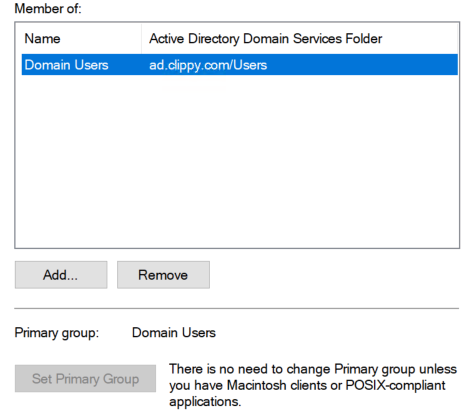 Member of:
Name Active Directory Domain Services Folder
Domain Users ad.clippy.com/Users
Add... Remove
Primary group: Domain Users
Set Primary Group
There is no need to change Primary group unless
you have Macintosh clients or POSIX-compliant
applications.